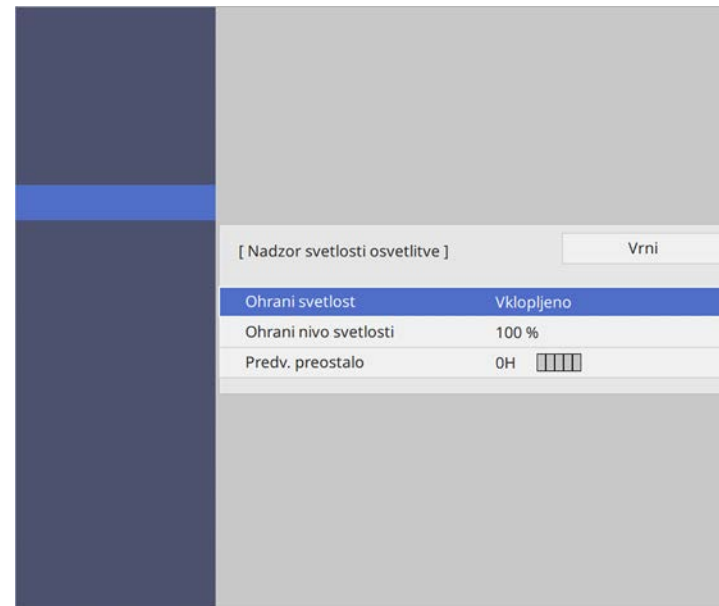 [ Nadzor svetlosti osvetlitve ] Vrni
Ohrani svetlost Vklopljeno
Ohrani nivo svetlosti 100 %
Predv. preostalo 0H